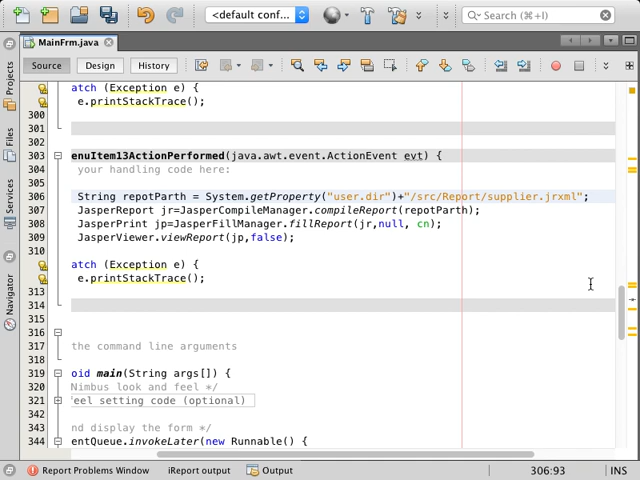 <default conf...
Search (⌘+I)
MainFrm.java
Source
Design
History
Projects
Files
Services
Navigator
atch (Exception e) {
e.printStackTrace();
300
301
302
303 enuItem13ActionPerformed(java.awt.event.ActionEvent evt) {
304 your handling code here:
305
306 String repotParth = System.getProperty("user.dir")+"/src/Report/supplier.jrxml";
307 JasperReport jr=JasperCompileManager.compileReport(repotParth);
308 JasperPrint jp=JasperFillManager.fillReport(jr,null, cn);
309 JasperViewer.viewReport(jp,false);
310
atch (Exception e) {
e.printStackTrace();
313
314
315
316
317 the command line arguments
318
319 oid main(String args[]) {
320 Nimbus look and feel */
321 eel setting code (optional)
342
343 nd display the form */
344 entQueue.invokeLater(new Runnable() {
Report Problems Window
iReport output
Output
306:93
INS